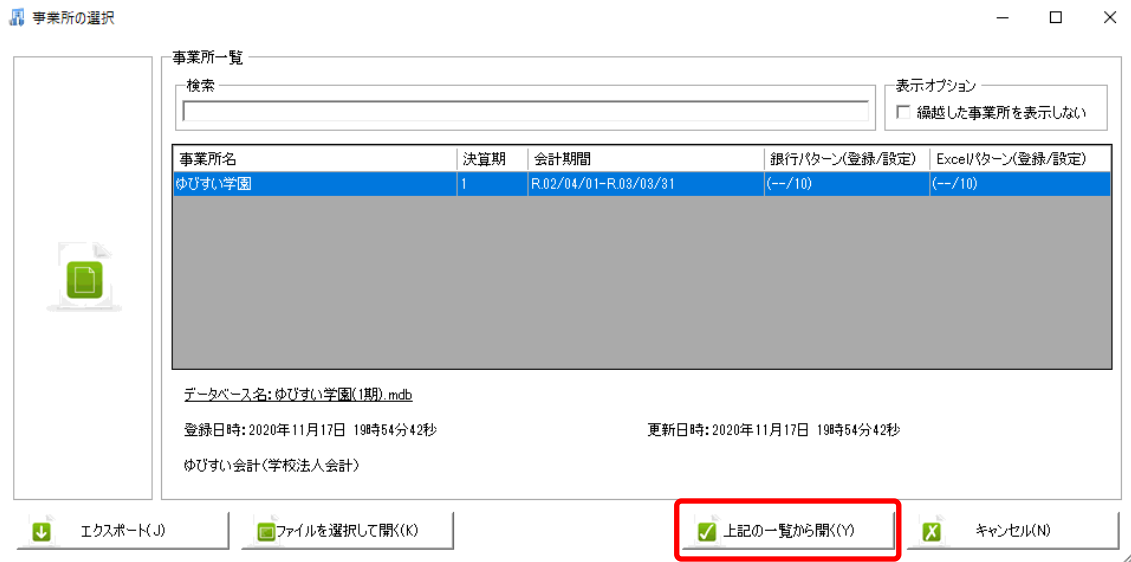 事業所の選択
事業所一覧
検索
表示オプション
繰越した事業所を表示しない
事業所名 決算期 会計期間 銀行パターン(登録/設定) Excelパターン(登録/設定)
ゆびすい学園 1 R.02/04/01-R.03/03/31 (--/10) (--/10)
データベース名:ゆびすい学園(1期).mdb
登録日時:2020年11月17日 19時54分42秒 更新日時:2020年11月17日 19時54分42秒
ゆびすい会計(学校法人会計)
エクスポート(J) ファイルを選択して開く(K) 上記の一覧から開く(Y) キャンセル(N)